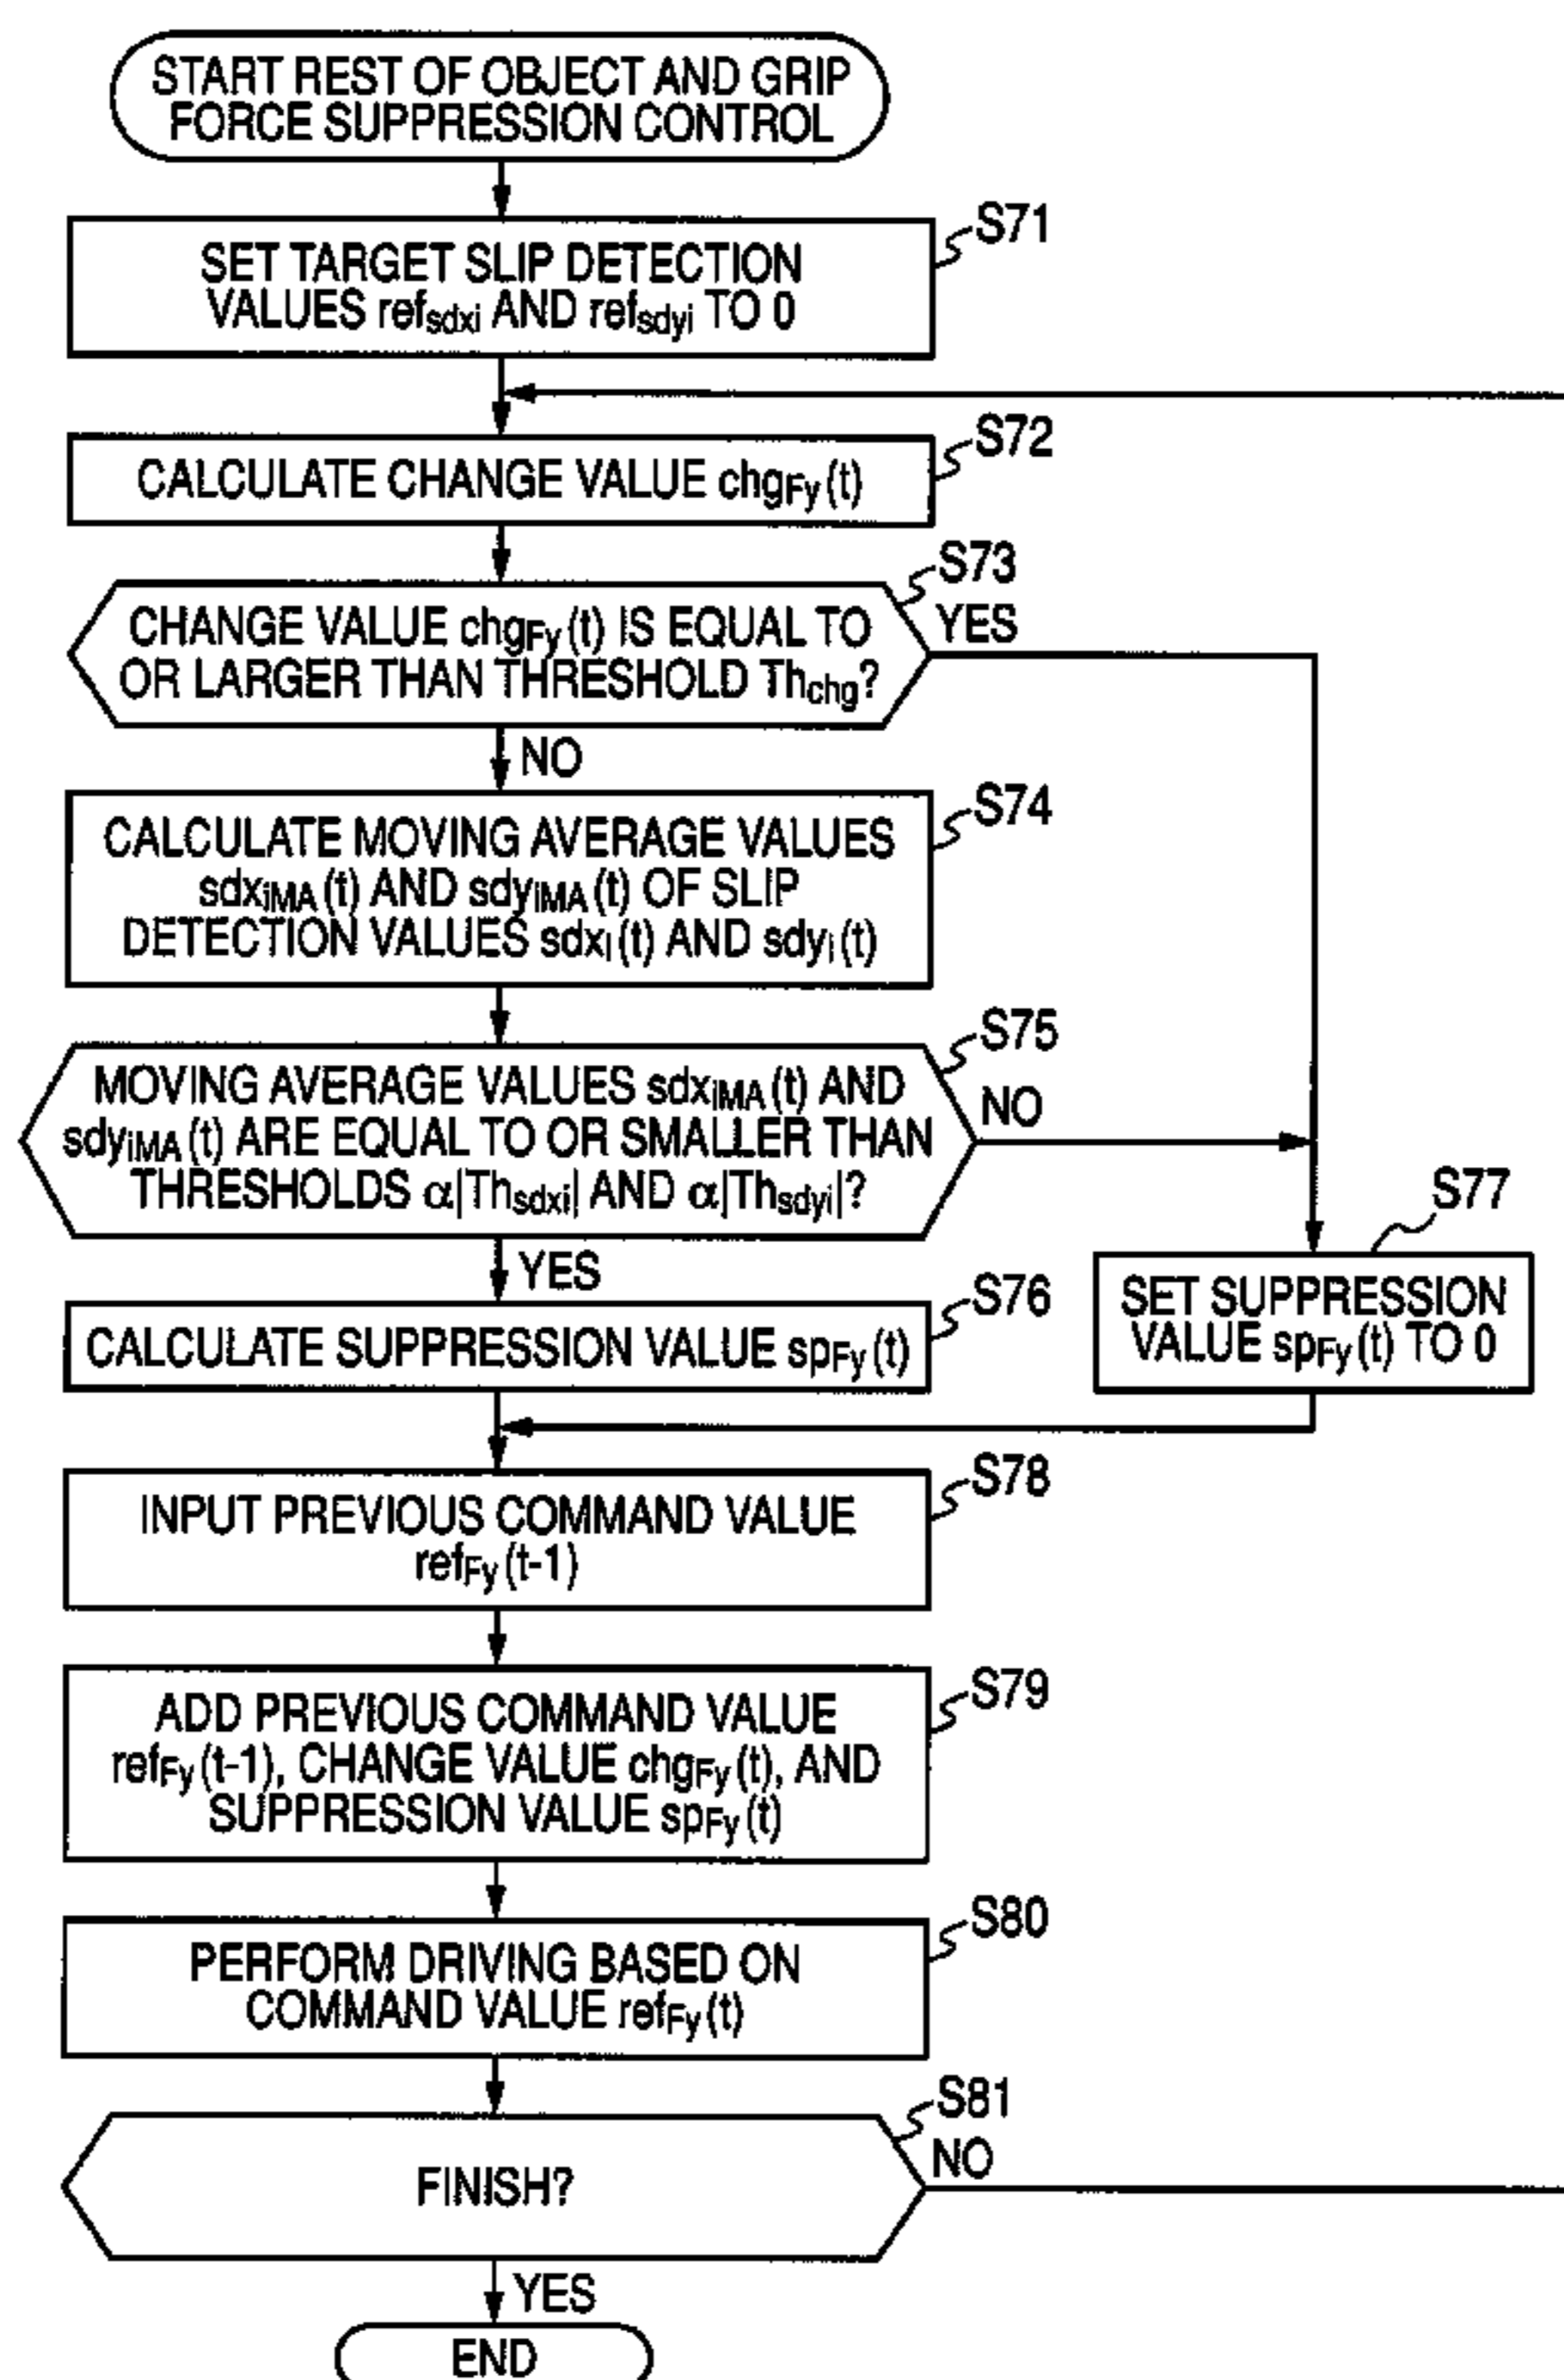 START REST OF OBJECT AND GRIP
FORCE SUPPRESSION CONTROL
S71
SET TARGET SLIP DETECTION
VALUES refsdxi AND refsdyi TO 0
S72
CALCULATE CHANGE VALUE chgFy(t)
S73
CHANGE VALUE chgFy(t) IS EQUAL TO
OR LARGER THAN THRESHOLD Thchg?
YES
NO
S74
CALCULATE MOVING AVERAGE VALUES
sdxiMA(t) AND sdyiMA(t) OF SLIP
DETECTION VALUES sdxi(t) AND sdyi(t)
S75
MOVING AVERAGE VALUES sdxiMA(t) AND
sdyiMA(t) ARE EQUAL TO OR SMALLER THAN
THRESHOLDS α|Thsdxi| AND α|Thsdyi|?
NO
YES
S76
CALCULATE SUPPRESSION VALUE spFy(t)
S77
SET SUPPRESSION
VALUE spFy(t) TO 0
S78
INPUT PREVIOUS COMMAND VALUE
refFy(t-1)
S79
ADD PREVIOUS COMMAND VALUE
refFy(t-1), CHANGE VALUE chgFy(t), AND
SUPPRESSION VALUE spFy(t)
S80
PERFORM DRIVING BASED ON
COMMAND VALUE refFy(t)
S81
FINISH?
NO
YES
END